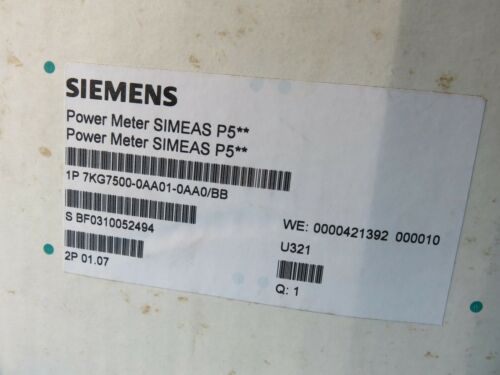 SIEMENS
Power Meter SIMEAS P5**
Power Meter SIMEAS P5**
1P 7KG7500-0AA01-0AA0/BB
S BF0310052494
2P 01.07
WE: 0000421392 000010
U321
Q: 1